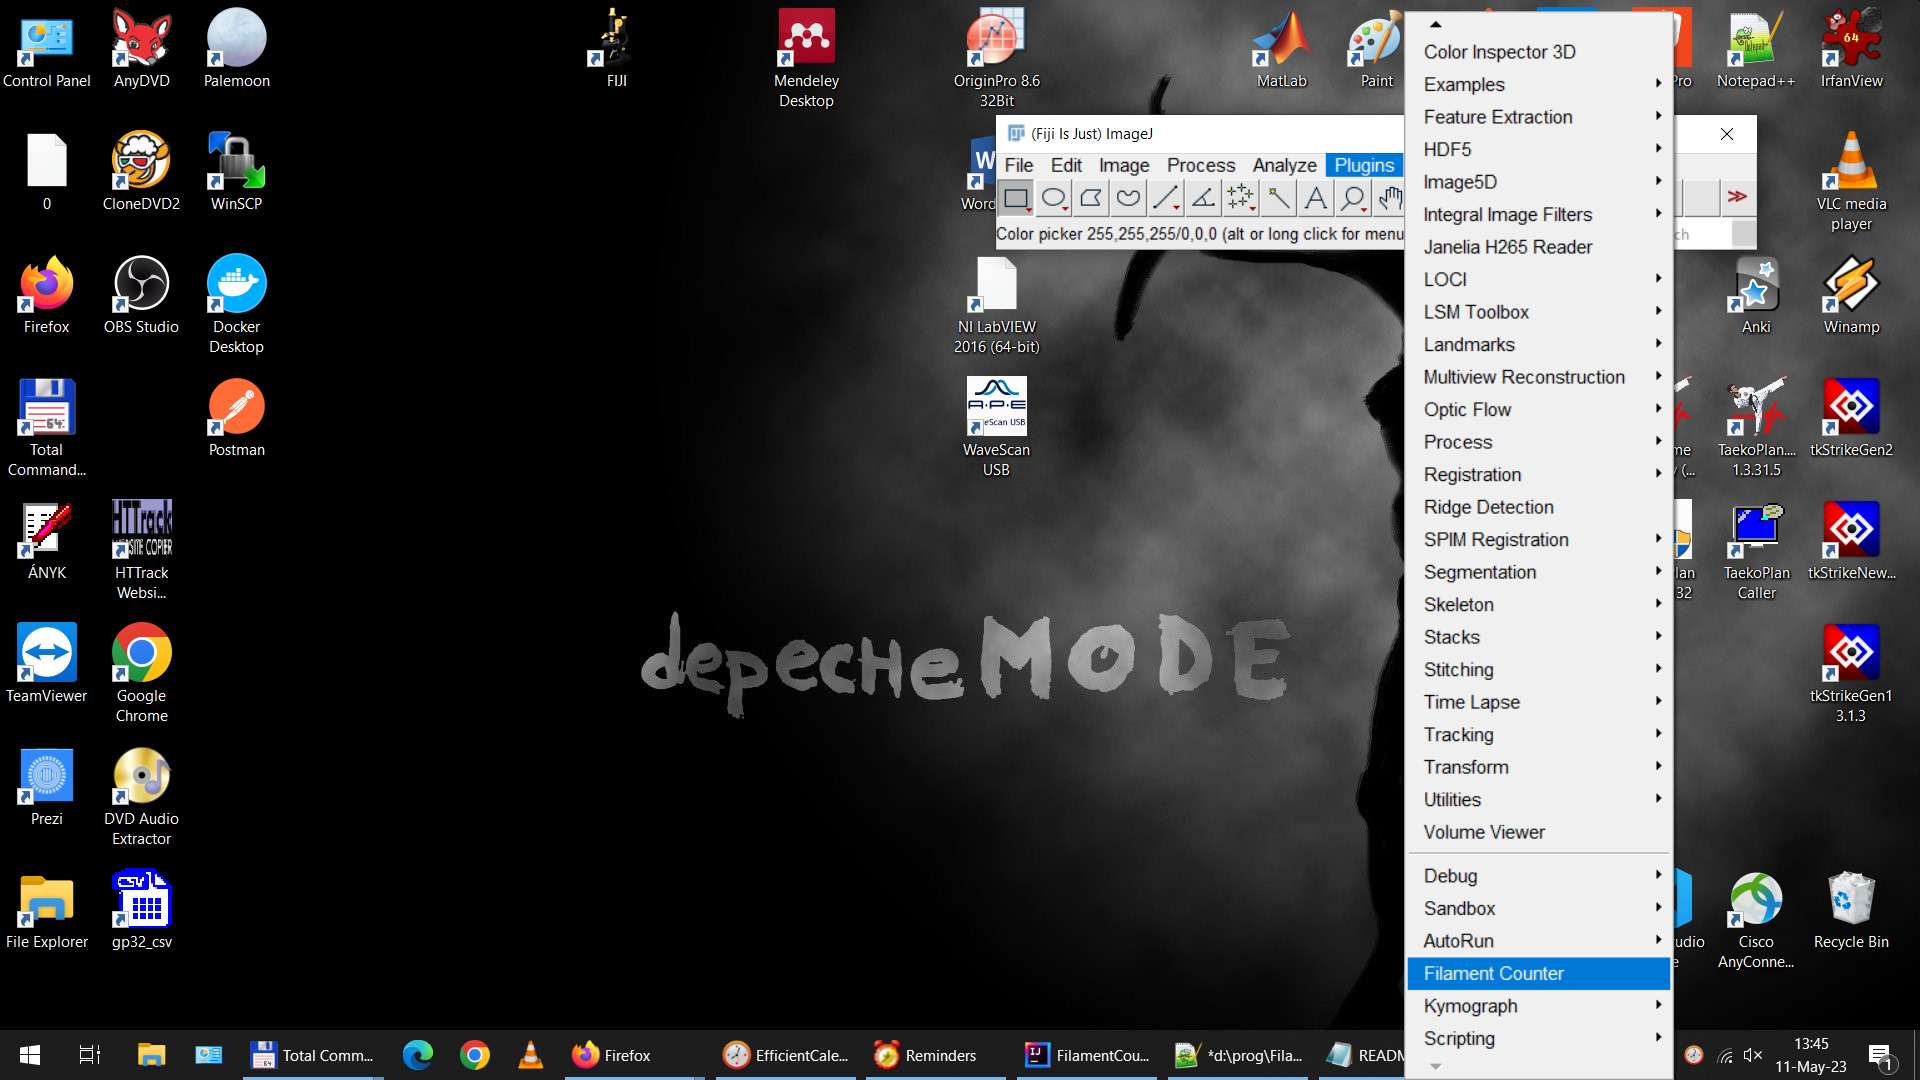 Control Panel
AnyDVD
Palemoon
FIJI
Mendeley
Desktop
OriginPro 8.6
32Bit
MatLab
Paint
Notepad++
IrfanView
64
0
CloneDVD2
WinSCP
VLC media
player
Firefox
OBS Studio
Docker
Desktop
NI LabVIEW
2016 (64-bit)
Anki
Winamp
Total
Command...
Postman
A·P·E
WaveScan
USB
TaekoPlan....
1.3.31.5
tkStrikeGen2
ÁNYK
HTTrack
Websi...
TaekoPlan
Caller
tkStrikeNew...
TeamViewer
Google
Chrome
tkStrikeGen1
3.1.3
Prezi
DVD Audio
Extractor
File Explorer
csv
gp32_csv
Cisco
AnyConne...
Recycle Bin
depeche MODE
(Fiji Is Just) ImageJ
File Edit Image Process Analyze Plugins
Color picker 255,255,255/0,0,0 (alt or long click for menu
Color Inspector 3D
Examples
Feature Extraction
HDF5
Image5D
Integral Image Filters
Janelia H265 Reader
LOCI
LSM Toolbox
Landmarks
Multiview Reconstruction
Optic Flow
Process
Registration
Ridge Detection
SPIM Registration
Segmentation
Skeleton
Stacks
Stitching
Time Lapse
Tracking
Transform
Utilities
Volume Viewer
Debug
Sandbox
AutoRun
Filament Counter
Kymograph
Scripting
Total Comm...
Firefox
EfficientCale...
Reminders
FilamentCou...
*d:\prog\Fila...
READM
13:45
11-May-23
1